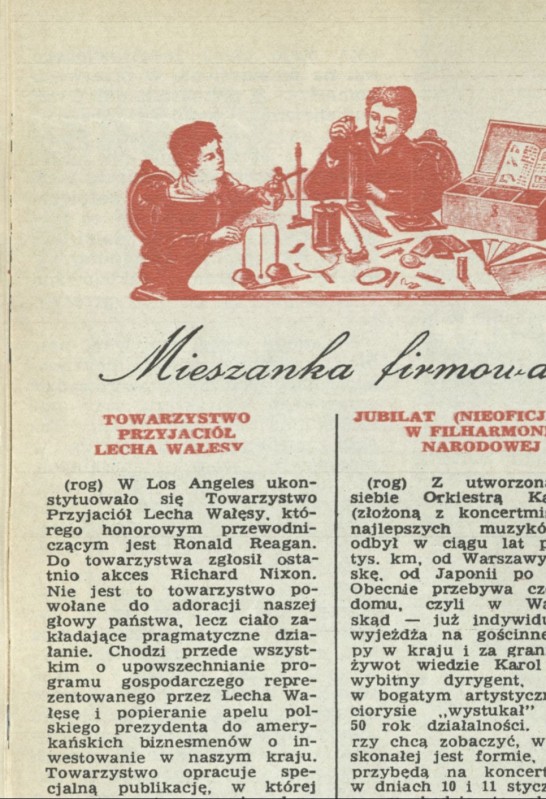 Mieszanka firmowa
TOWARZYSTWO
PRZYJACIÓŁ
LECHA WAŁĘSY
(rog) W Los Angeles ukon-
stytuowało się Towarzystwo
Przyjaciół Lecha Wałęsy, któ-
rego honorowym przewodni-
czącym jest Ronald Reagan.
Do towarzystwa zgłosił osta-
tnio akces Richard Nixon.
Nie jest to towarzystwo po-
wołane do adoracji naszej
głowy państwa, lecz ciało za-
kładające pragmatyczne dzia-
łanie. Chodzi przede wszyst-
kim o upowszechnianie pro-
gramu gospodarczego repre-
zentowanego przez Lecha Wa-
łęsę i popieranie apelu pol-
skiego prezydenta do amery-
kańskich biznesmenów o in-
westowanie w naszym kraju.
Towarzystwo opracuje spe-
cjalną publikację, w której
JUBILAT (NIEOFICJ
W FILHARMONI
NARODOWEJ
(rog) Z utworzoną
siebie Orkiestrą Ka
(złożoną z koncertmi
najlepszych muzykó
odbył w ciągu lat p
tys. km, od Warszawy
skę, od Japonii po
Obecnie przebywa cz
domu, czyli w Wa
skąd — już indywidu
wyjeżdża na gościnne
py w kraju i za gran
żywot wiedzie Karol
wybitny dyrygent,
w bogatym artystyczn
ciorysie „wystukał"
50 rok działalności.
rzy chcą zobaczyć, w
skonałej jest formie,
przybędą na koncert
w dniach 10 i 11 stycz